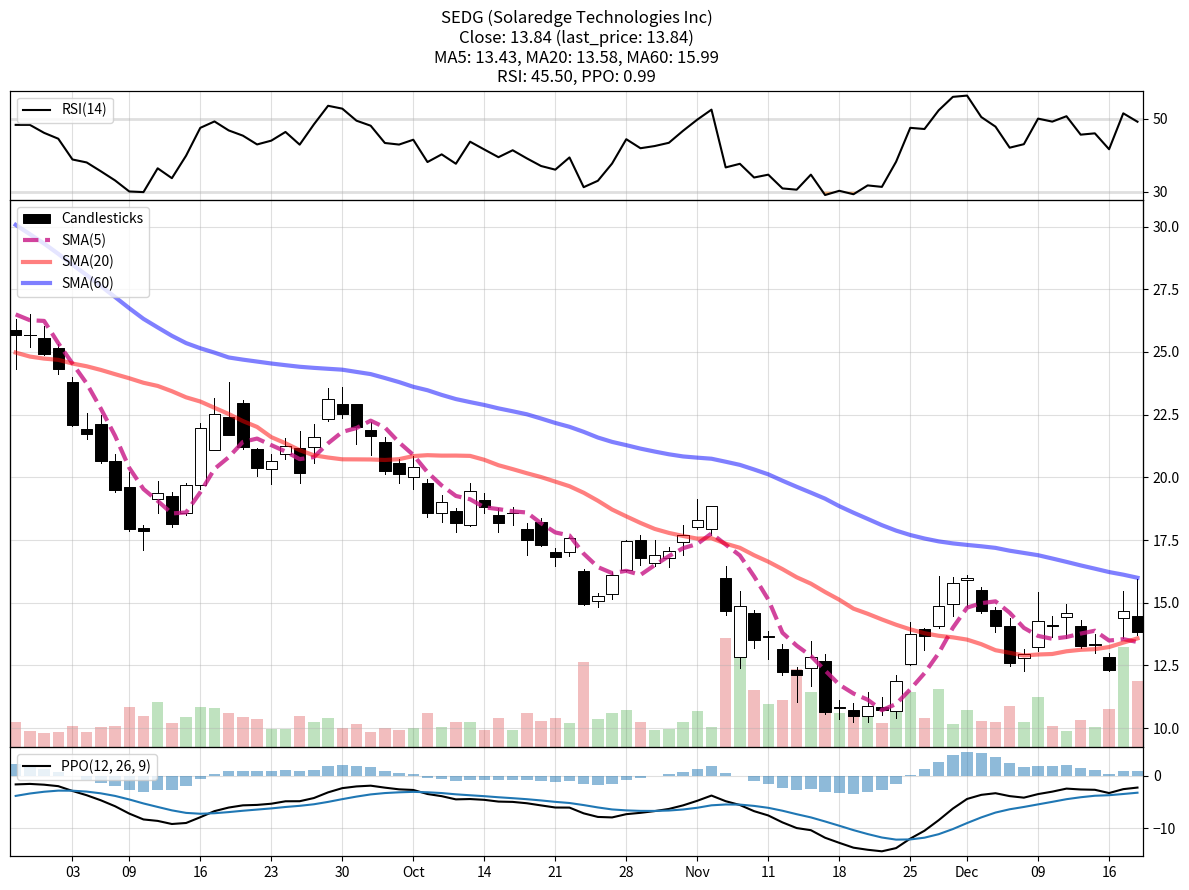 SEDG (Solaredge Technologies Inc)
Close: 13.84 (last_price: 13.84)
MA5: 13.43, MA20: 13.58, MA60: 15.99
RSI: 45.50, PPO: 0.99
RSI(14)
50
30
Candlesticks
SMA(5)
SMA(20)
SMA(60)
30.0
27.5
25.0
22.5
20.0
17.5
15.0
12.5
10.0
PPO(12, 26, 9)
0
−10
03 09 16 23 30 Oct 14 21 28 Nov 11 18 25 Dec 09 16